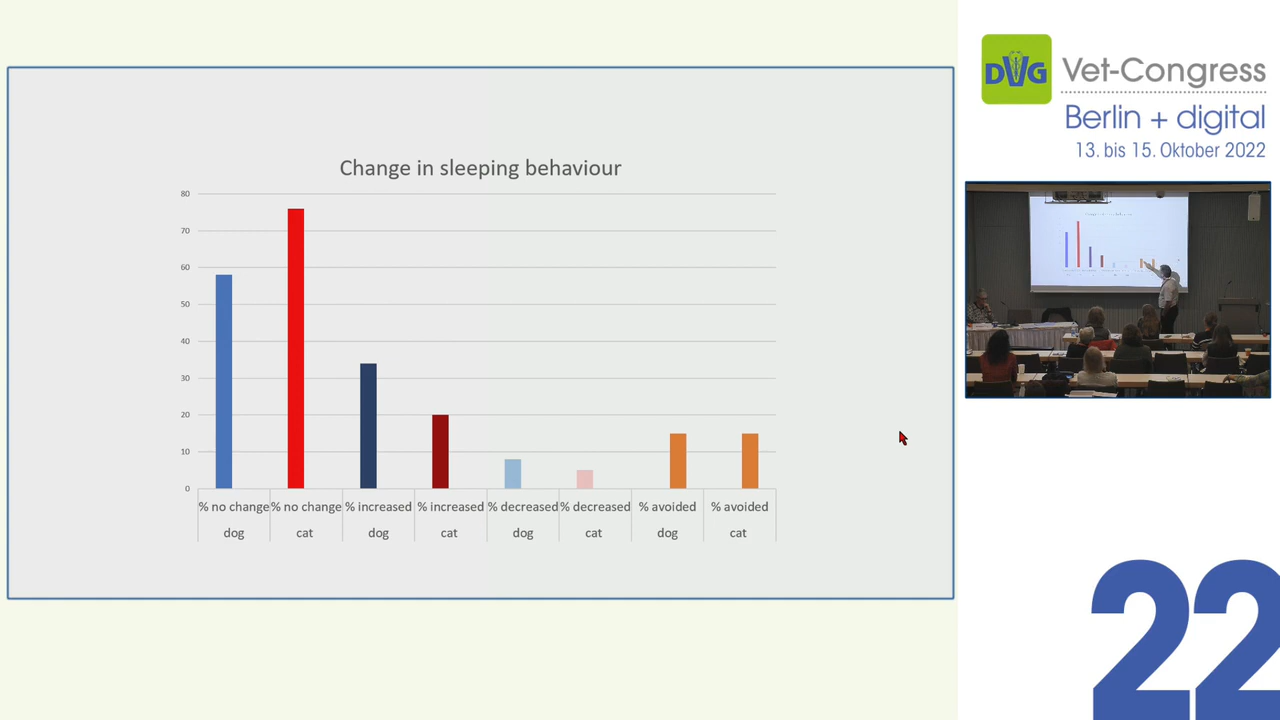 Change in sleeping behaviour
80
70
60
50
40
30
20
10
0
% no change dog
% no change cat
% increased dog
% increased cat
% decreased dog
% decreased cat
% avoided dog
% avoided cat
DVG
Vet-Congress
Berlin + digital
13. bis 15. Oktober 2022
22